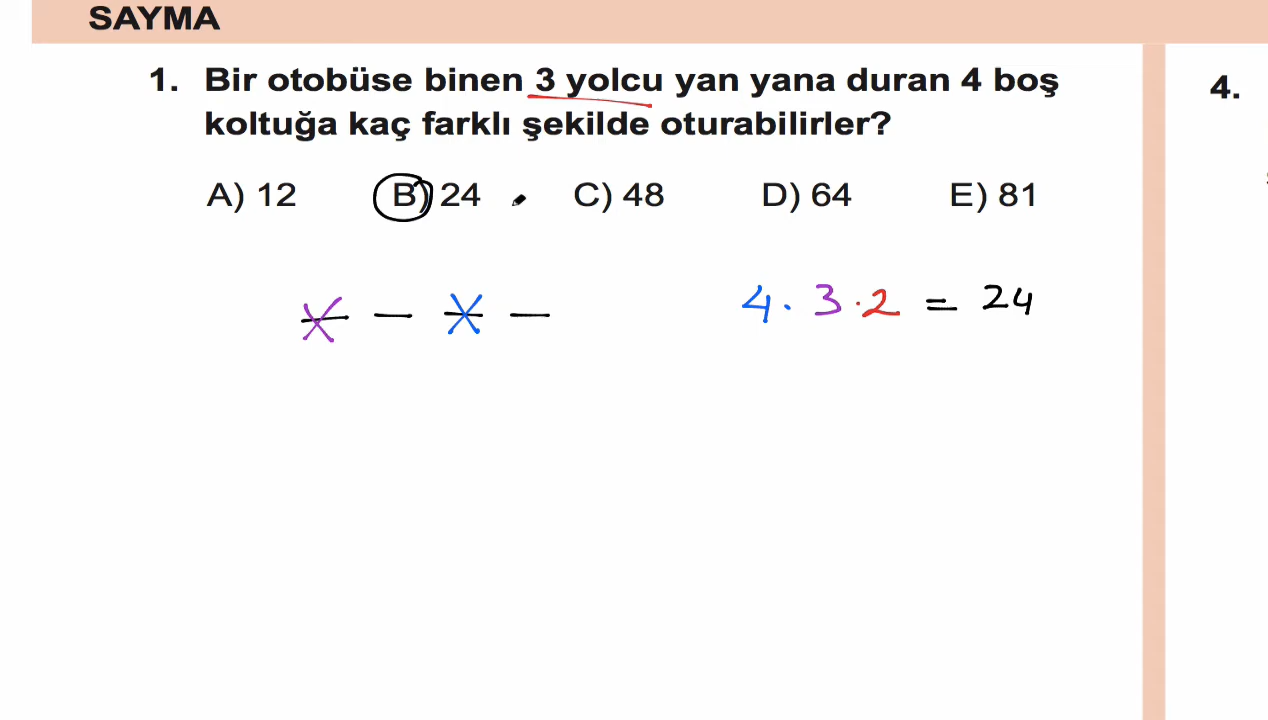 SAYMA
1. Bir otobüse binen 3 yolcu yan yana duran 4 boş
koltuğa kaç farklı şekilde oturabilirler?
A) 12 B) 24 C) 48 D) 64 E) 81
4 · 3 · 2 = 24
4.